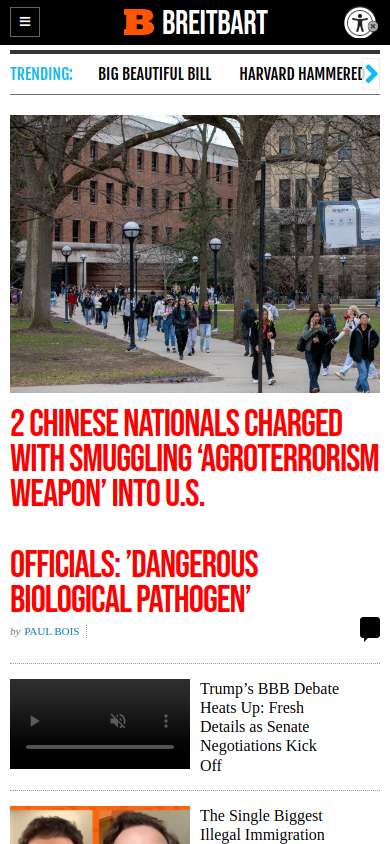 B BREITBART
TRENDING:
BIG BEAUTIFUL BILL
HARVARD HAMMERED
2 CHINESE NATIONALS CHARGED
WITH SMUGGLING ‘AGROTERRORISM
WEAPON’ INTO U.S.
OFFICIALS: ’DANGEROUS
BIOLOGICAL PATHOGEN’
by PAUL BOIS
Trump’s BBB Debate
Heats Up: Fresh
Details as Senate
Negotiations Kick
Off
The Single Biggest
Illegal Immigration